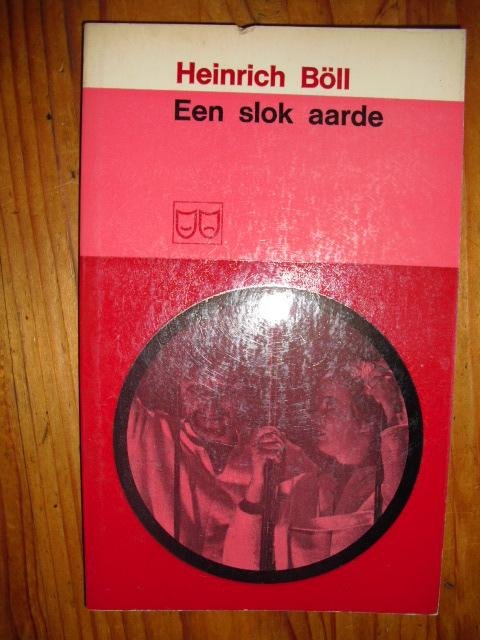 Heinrich Böll
Een slok aarde